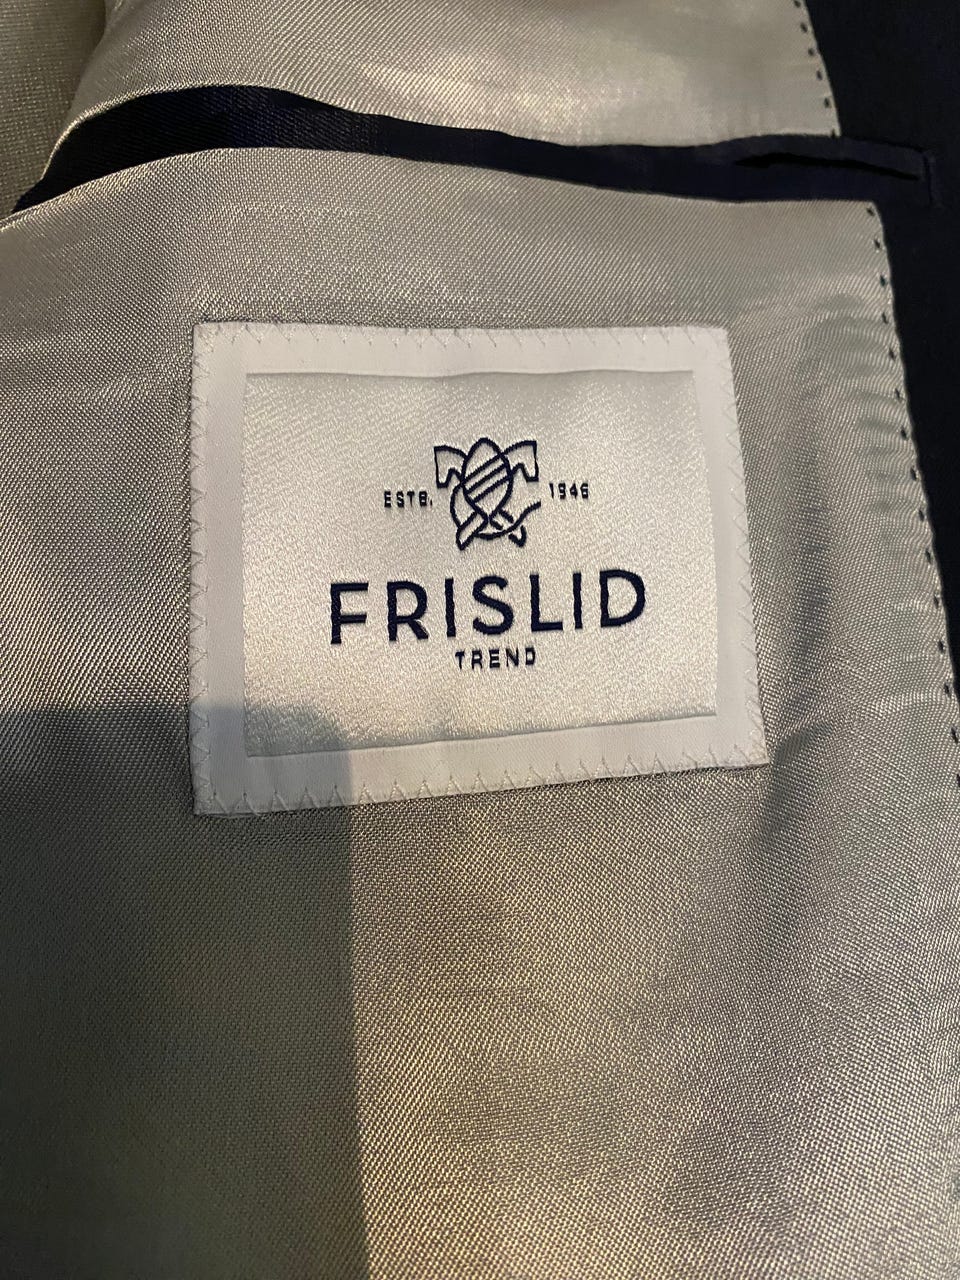 ESTB. 1946
FRISLID
TREND